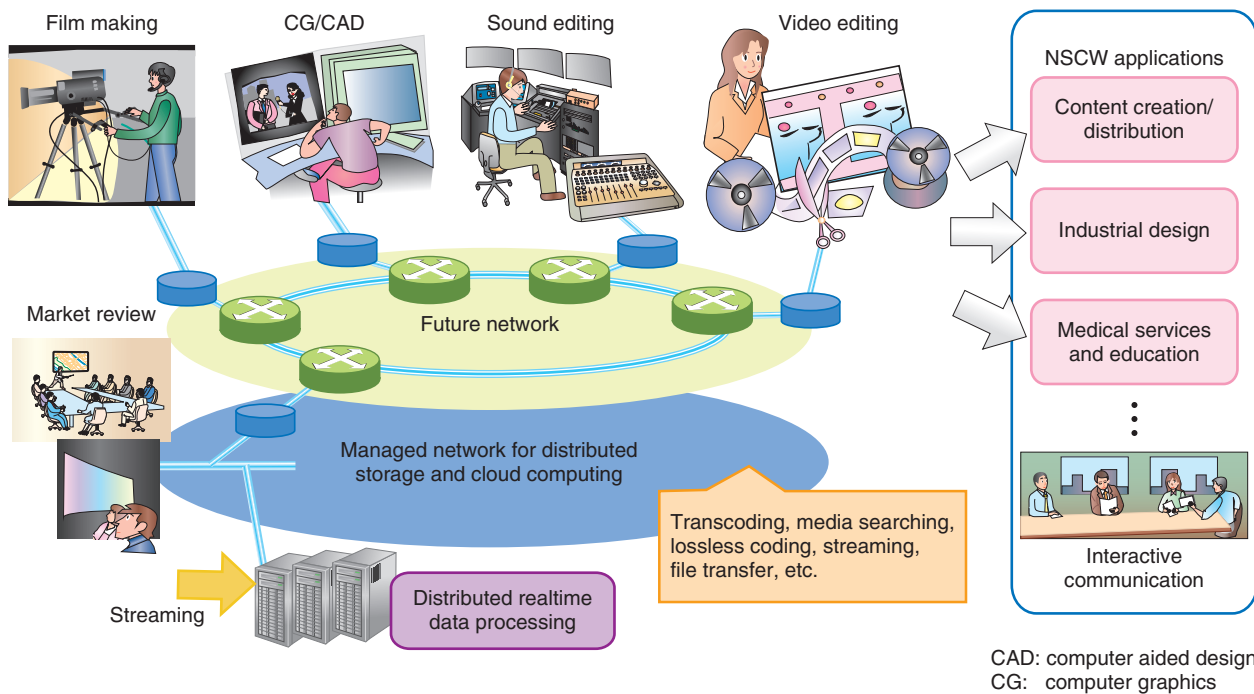 Film making
CG/CAD
Sound editing
Video editing
NSCW applications
Content creation/
distribution
Industrial design
Medical services
and education
Interactive
communication
Market review
Future network
Managed network for distributed
storage and cloud computing
Transcoding, media searching,
lossless coding, streaming,
file transfer, etc.
Streaming
Distributed realtime
data processing
CAD: computer aided design
CG: computer graphics